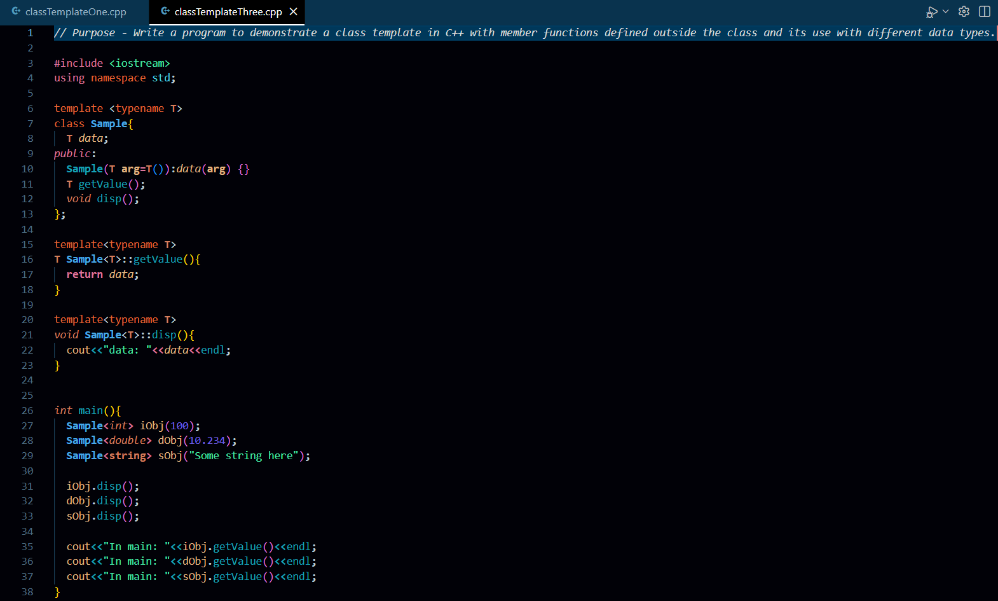 classTemplateOne.cpp classTemplateThree.cpp
1 // Purpose - Write a program to demonstrate a class template in C++ with member functions defined outside the class and its use with different data types.
2
3 #include <iostream>
4 using namespace std;
5
6 template <typename T>
7 class Sample{
8   T data;
9 public:
10   Sample(T arg=T()):data(arg) {}
11   T getValue();
12   void disp();
13 };
14
15 template<typename T>
16 T Sample<T>::getValue(){
17   return data;
18 }
19
20 template<typename T>
21 void Sample<T>::disp(){
22   cout<<"data: "<<data<<endl;
23 }
24
25
26 int main(){
27   Sample<int> iObj(100);
28   Sample<double> dObj(10.234);
29   Sample<string> sObj("Some string here");
30
31   iObj.disp();
32   dObj.disp();
33   sObj.disp();
34
35   cout<<"In main: "<<iObj.getValue()<<endl;
36   cout<<"In main: "<<dObj.getValue()<<endl;
37   cout<<"In main: "<<sObj.getValue()<<endl;
38 }